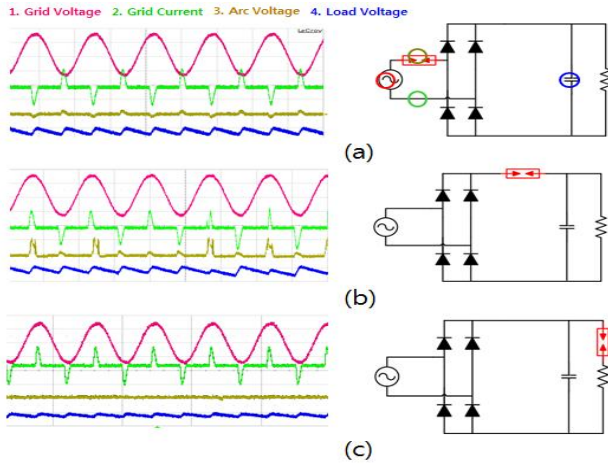 1. Grid Voltage 2. Grid Current 3. Arc Voltage 4. Load Voltage
(a)
(b)
(c)